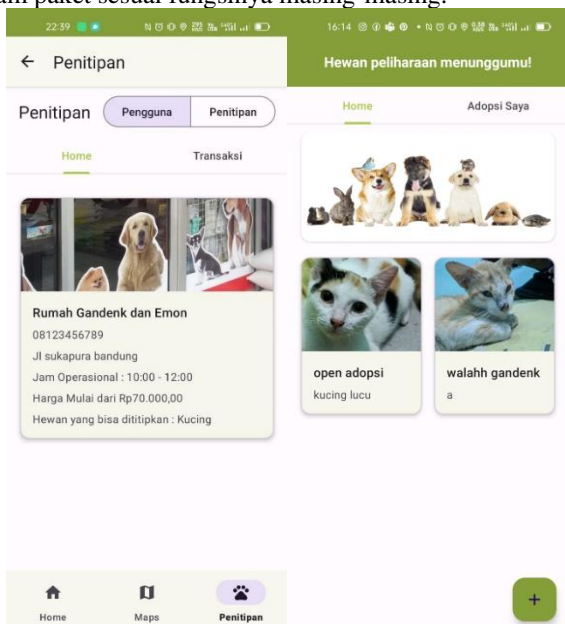 paket sesuai fungsinya masing-masing.
22:39
← Penitipan
Penitipan Pengguna Penitipan
Home Transaksi
Rumah Gandenk dan Emon
08123456789
Jl sukapura bandung
Jam Operasional : 10:00 - 12:00
Harga Mulai dari Rp70.000,00
Hewan yang bisa dititipkan : Kucing
Home Maps Penitipan
16:14
Hewan peliharaan menunggumu!
Home Adopsi Saya
open adopsi
kucing lucu
walahh gandenk
a
+